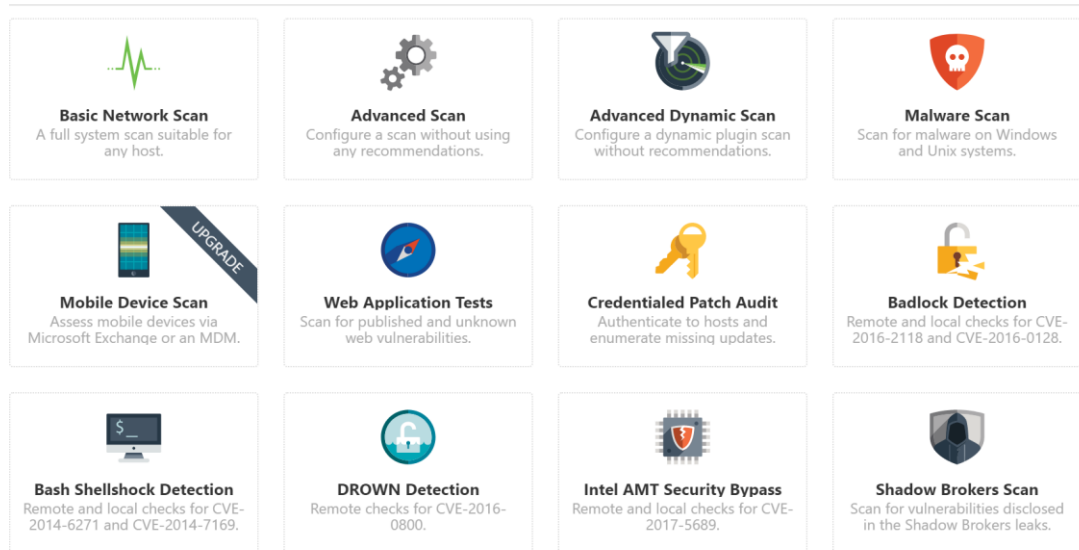 Basic Network Scan
A full system scan suitable for
any host.
Advanced Scan
Configure a scan without using
any recommendations.
Advanced Dynamic Scan
Configure a dynamic plugin scan
without recommendations.
Malware Scan
Scan for malware on Windows
and Unix systems.
UPGRADE
Mobile Device Scan
Assess mobile devices via
Microsoft Exchange or an MDM.
Web Application Tests
Scan for published and unknown
web vulnerabilities.
Credentialed Patch Audit
Authenticate to hosts and
enumerate missing updates.
Badlock Detection
Remote and local checks for CVE-
2016-2118 and CVE-2016-0128.
$_
Bash Shellshock Detection
Remote and local checks for CVE-
2014-6271 and CVE-2014-7169.
DROWN Detection
Remote checks for CVE-2016-
0800.
Intel AMT Security Bypass
Remote and local checks for CVE-
2017-5689.
Shadow Brokers Scan
Scan for vulnerabilities disclosed
in the Shadow Brokers leaks.